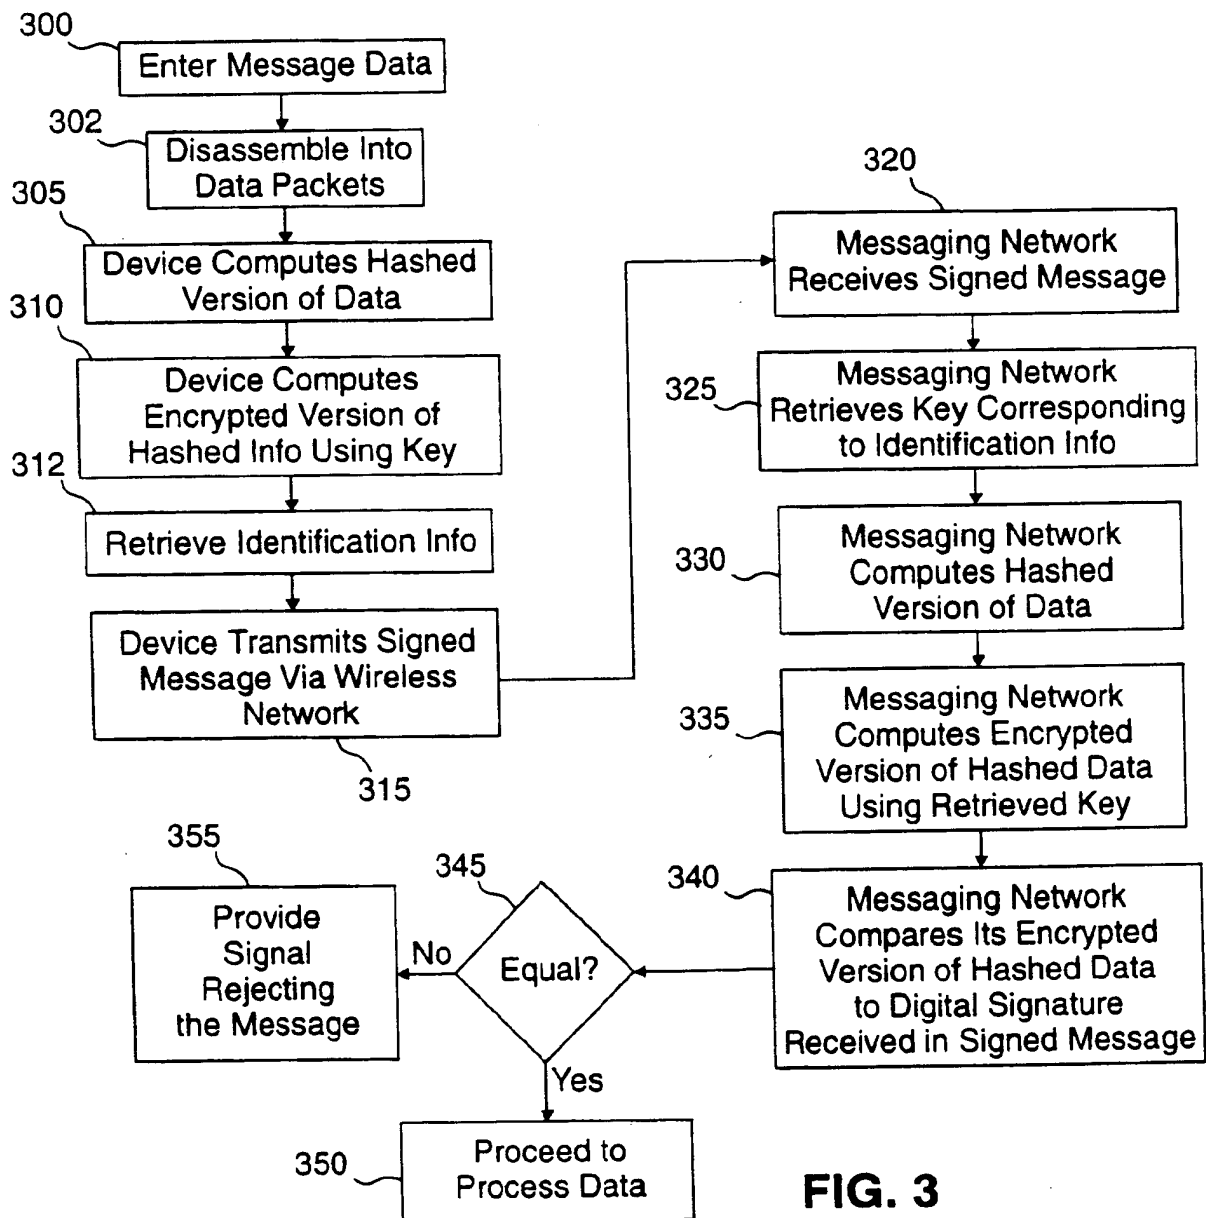 300
Enter Message Data
302
Disassemble Into
Data Packets
305
Device Computes Hashed
Version of Data
310
Device Computes
Encrypted Version of
Hashed Info Using Key
312
Retrieve Identification Info
Device Transmits Signed
Message Via Wireless
Network
315
320
Messaging Network
Receives Signed Message
325
Messaging Network
Retrieves Key Corresponding
to Identification Info
330
Messaging Network
Computes Hashed
Version of Data
335
Messaging Network
Computes Encrypted
Version of Hashed Data
Using Retrieved Key
340
Messaging Network
Compares Its Encrypted
Version of Hashed Data
to Digital Signature
Received in Signed Message
345
Equal?
No
Yes
355
Provide
Signal
Rejecting
the Message
350
Proceed to
Process Data
FIG. 3